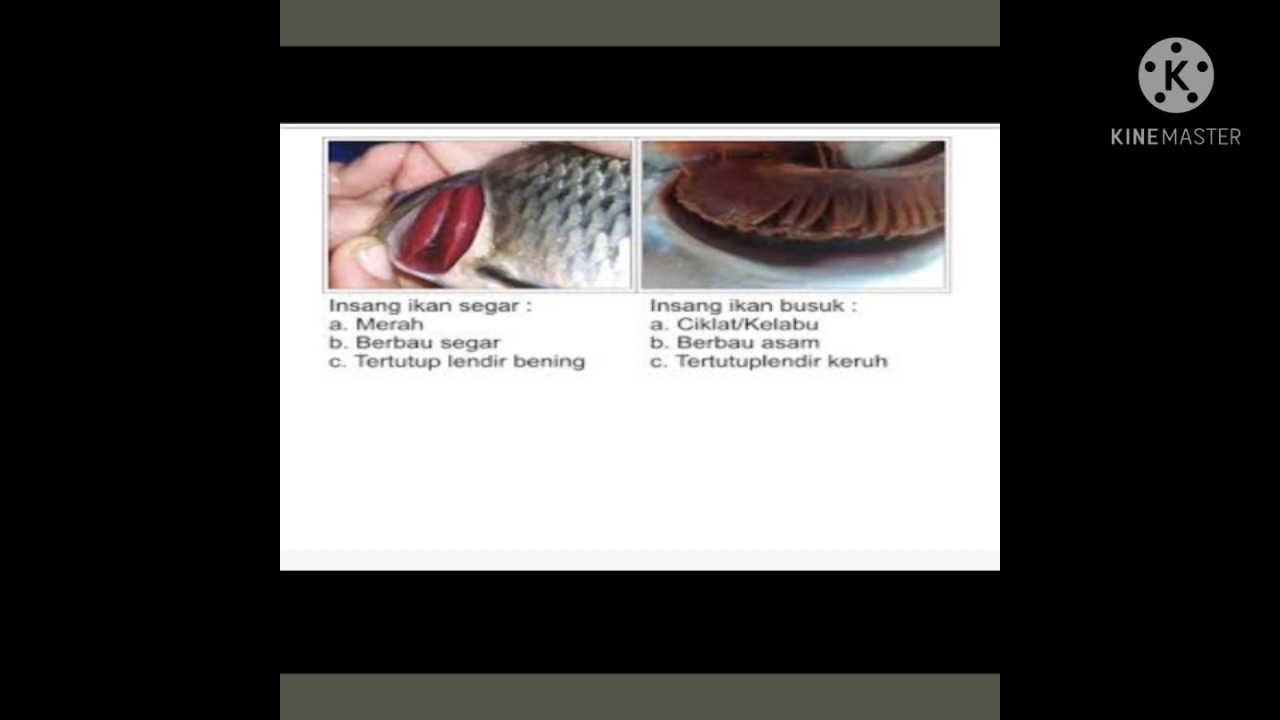 K
KINEMASTER
Insang ikan segar :
a. Merah
b. Berbau segar
c. Tertutup lendir bening
Insang ikan busuk :
a. Ciklat/Kelabu
b. Berbau asam
c. Tertutuplendir keruh